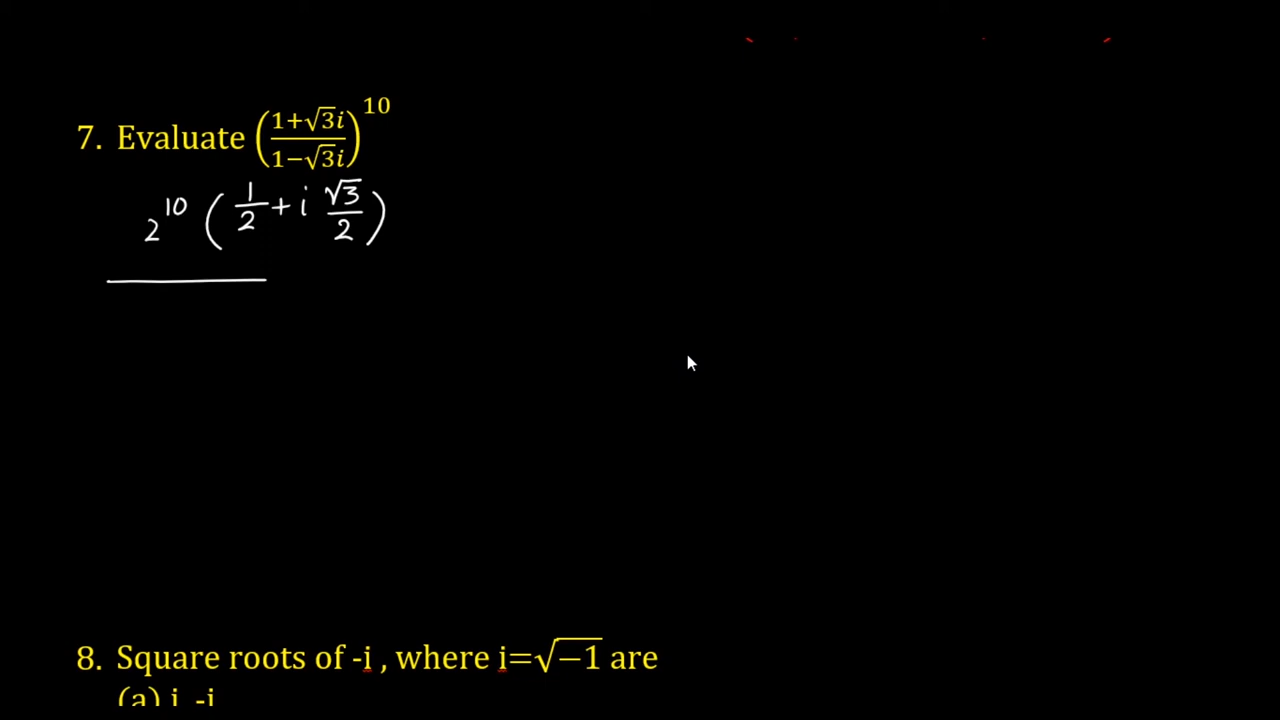 7. Evaluate ((1+√3i)/(1−√3i))^10
2^10 (1/2 + i √3/2)
8. Square roots of -i , where i=√−1 are
(a) i, -i